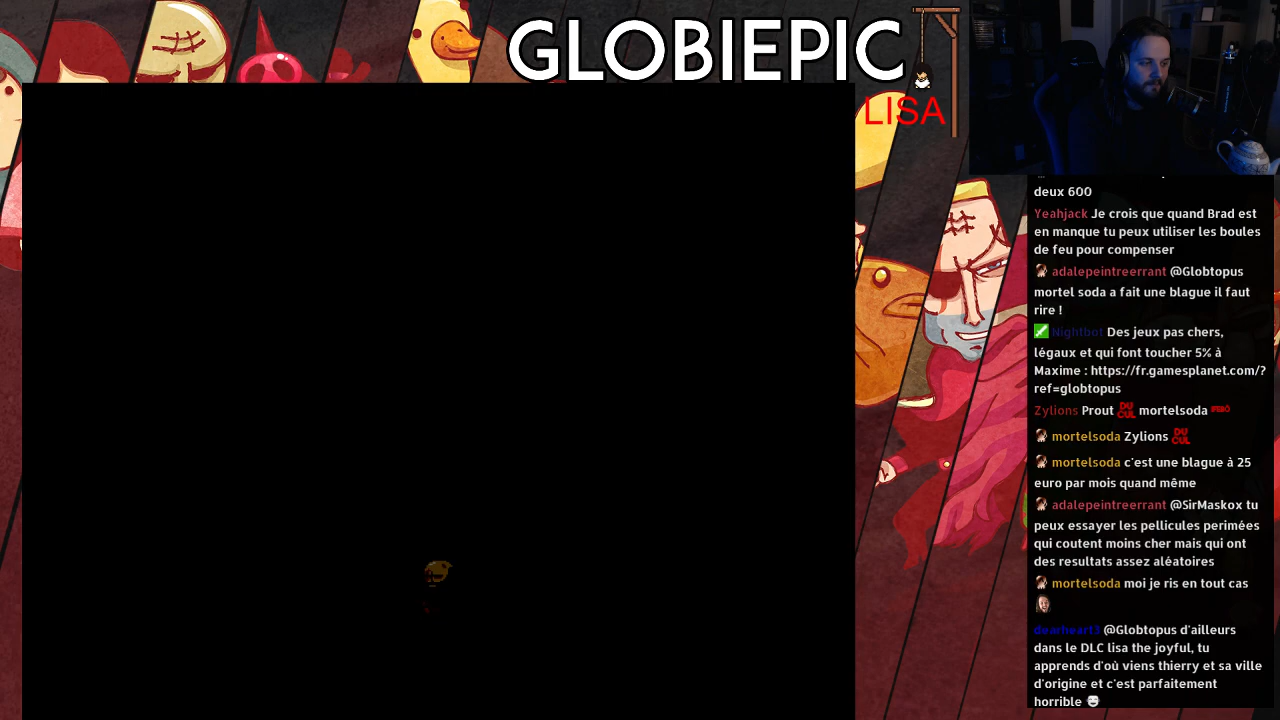 GLOBIEPIC
LISA
deux 600
Yeahjack Je crois que quand Brad est
en manque tu peux utiliser les boules
de feu pour compenser
adalepeintreerrant @Globtopus
mortel soda a fait une blague il faut
rire !
Nightbot Des jeux pas chers,
légaux et qui font toucher 5% à
Maxime : https://fr.gamesplanet.com/?
ref=globtopus
Zylions Prout DU CUL mortelsoda
mortelsoda Zylions DU CUL
mortelsoda c'est une blague à 25
euro par mois quand même
adalepeintreerrant @SirMaskox tu
peux essayer les pellicules perimées
qui coutent moins cher mais qui ont
des resultats assez aléatoires
mortelsoda moi je ris en tout cas
@Globtopus d'ailleurs
dans le DLC lisa the joyful, tu
apprends d'où viens thierry et sa ville
d'origine et c'est parfaitement
horrible